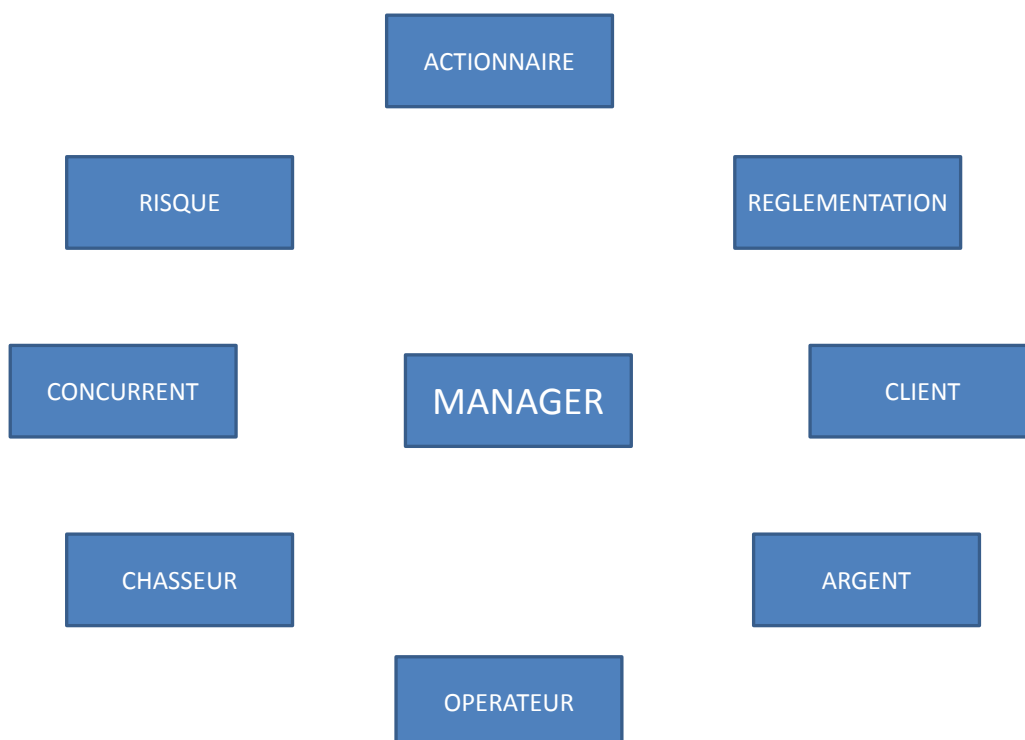 ACTIONNAIRE
RISQUE
REGLEMENTATION
CONCURRENT
MANAGER
CLIENT
CHASSEUR
ARGENT
OPERATEUR